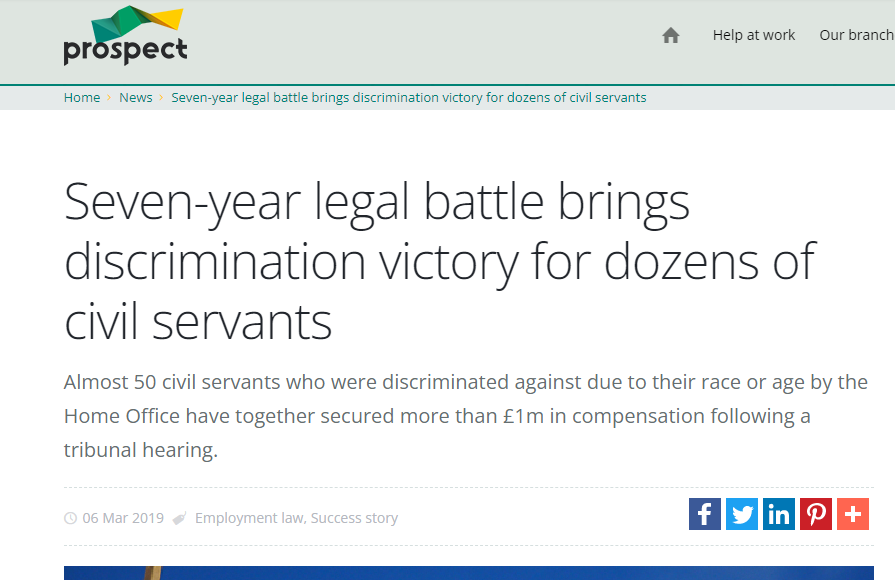 prospect
Help at work Our branch
Home News Seven-year legal battle brings discrimination victory for dozens of civil servants
Seven-year legal battle brings
discrimination victory for dozens of
civil servants
Almost 50 civil servants who were discriminated against due to their race or age by the
Home Office have together secured more than £1m in compensation following a
tribunal hearing.
06 Mar 2019 Employment law, Success story